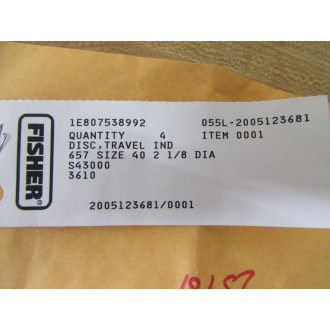 FISHER
1E807538992 055L-2005123681
QUANTITY 4 ITEM 0001
DISC,TRAVEL IND
657 SIZE 40 2 1/8 DIA
S43000
3610
2005123681/0001